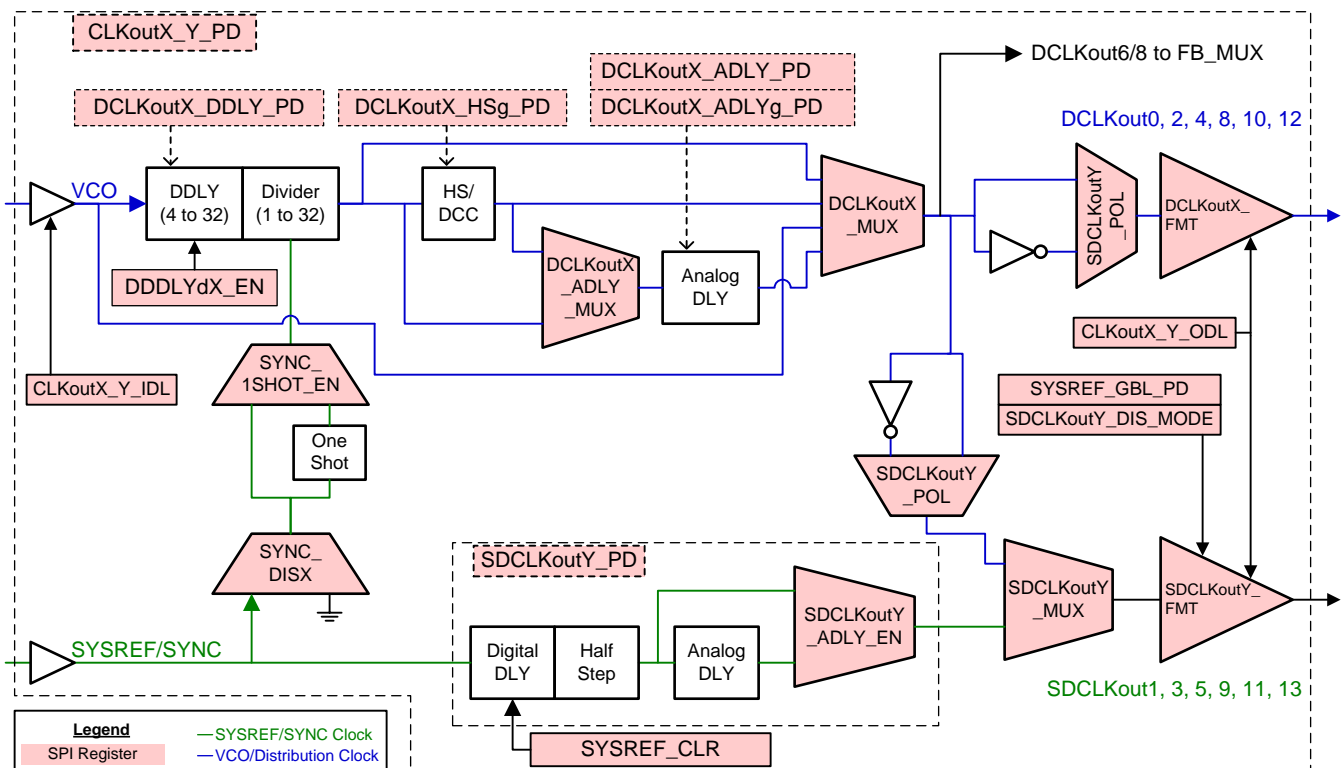 CLKoutX_Y_PD
DCLKoutX_DDLY_PD
DCLKoutX_HSg_PD
DCLKoutX_ADLY_PD
DCLKoutX_ADLYg_PD
DCLKout6/8 to FB_MUX
DCLKout0, 2, 4, 8, 10, 12
VCO
DDLY
(4 to 32)
Divider
(1 to 32)
HS/
DCC
DCLKoutX
_ADLY
_MUX
Analog
DLY
DCLKoutX
_MUX
SDCLKoutY
_POL
DCLKoutX_
FMT
DDDLYdX_EN
CLKoutX_Y_IDL
SYNC_
1SHOT_EN
One
Shot
SYNC_
DISX
CLKoutX_Y_ODL
SYSREF_GBL_PD
SDCLKoutY_DIS_MODE
SDCLKoutY
_POL
SDCLKoutY_PD
SYSREF/SYNC
Digital
DLY
Half
Step
Analog
DLY
SDCLKoutY
_ADLY_EN
SDCLKoutY
_MUX
SDCLKoutY_
FMT
SDCLKout1, 3, 5, 9, 11, 13
SYSREF_CLR
Legend
SPI Register
SYSREF/SYNC Clock
VCO/Distribution Clock